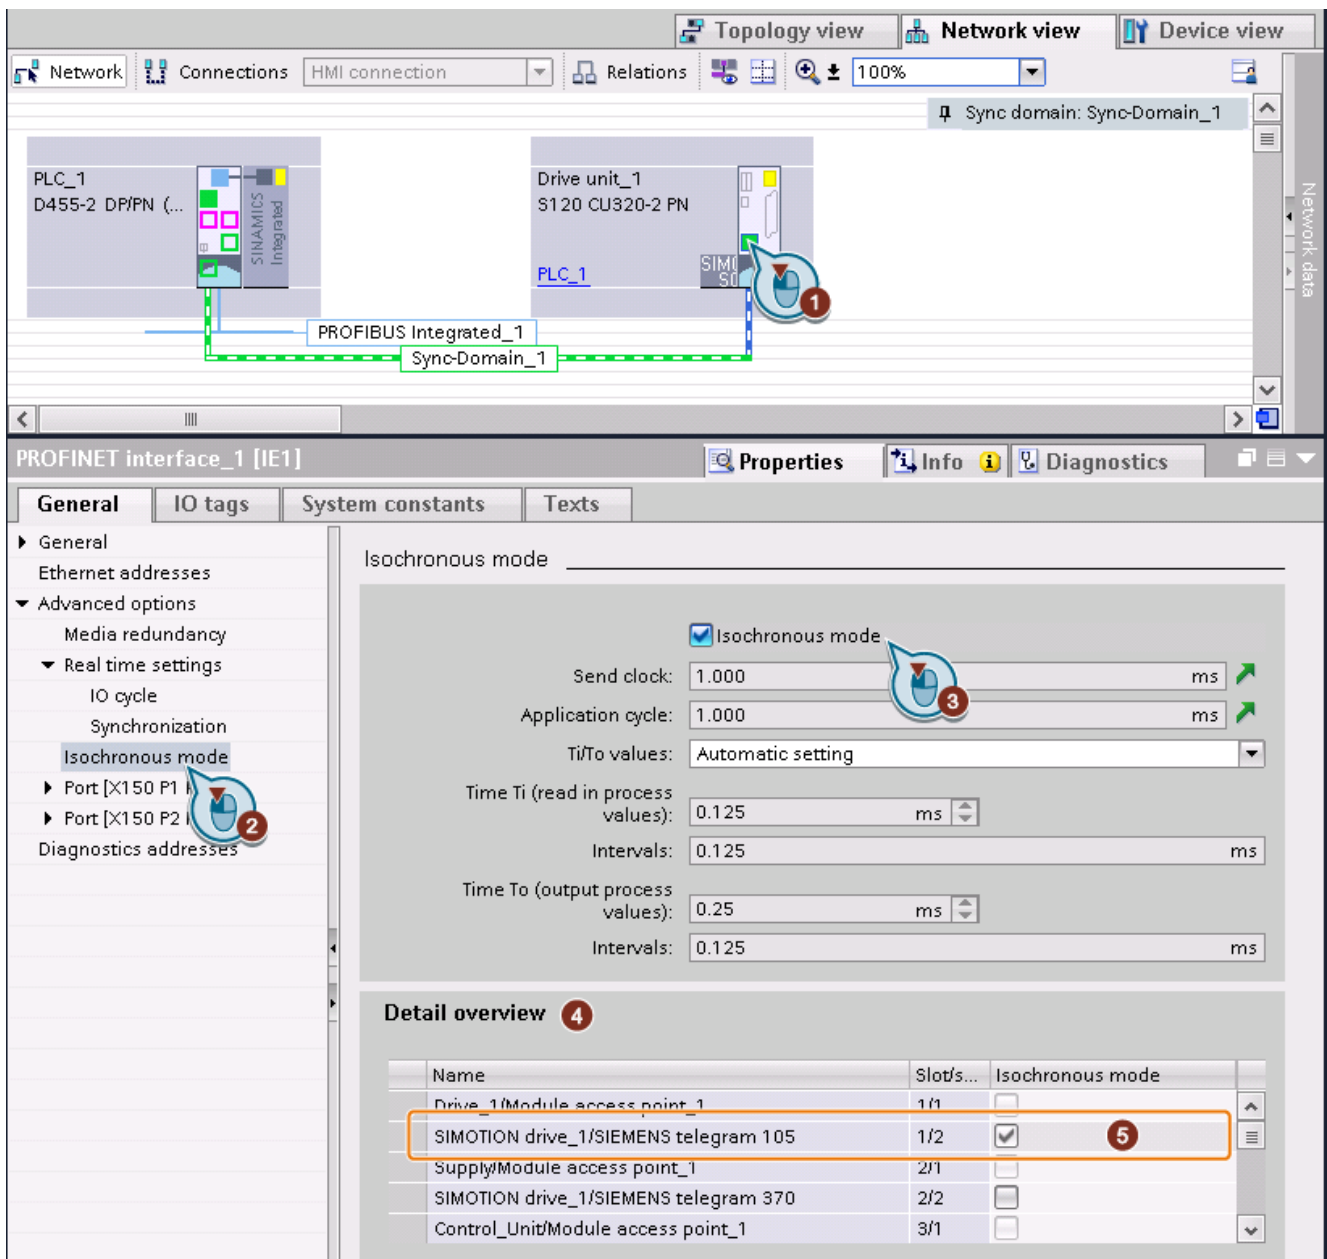 Topology view
Network view
Device view
Network
Connections
HMI connection
Relations
100%
Sync domain: Sync-Domain_1
PLC_1
D455-2 DP/PN (...
SINAMICS
Integrated
Drive unit_1
S120 CU320-2 PN
PLC_1
1
PROFIBUS Integrated_1
Sync-Domain_1
Network data
PROFINET interface_1 [IE1]
Properties
Info
Diagnostics
General
IO tags
System constants
Texts
General
Ethernet addresses
Advanced options
Media redundancy
Real time settings
IO cycle
Synchronization
Isochronous mode
Port [X150 P1
Port [X150 P2
2
Diagnostics addresses
Isochronous mode
Isochronous mode
Send clock: 1.000 ms
3
Application cycle: 1.000 ms
Ti/To values: Automatic setting
Time Ti (read in process
values): 0.125 ms
Intervals: 0.125 ms
Time To (output process
values): 0.25 ms
Intervals: 0.125 ms
Detail overview 4
Name Slot/s... Isochronous mode
Drive_1/Module access point_1 1/1
SIMOTION drive_1/SIEMENS telegram 105 1/2 5
Supply/Module access point_1 2/1
SIMOTION drive_1/SIEMENS telegram 370 2/2
Control_Unit/Module access point_1 3/1